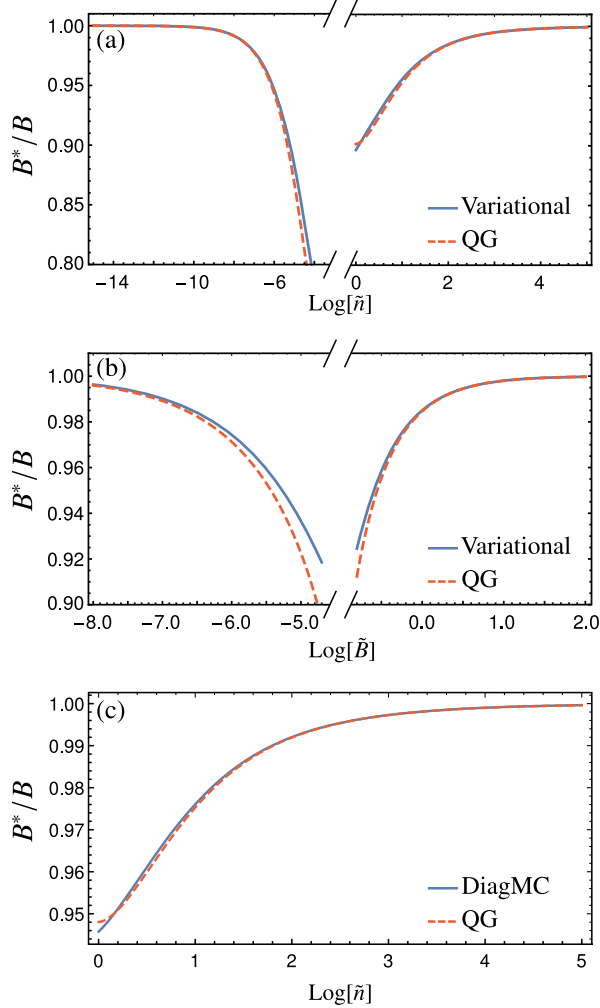 (a)
1.00
0.95
0.90
0.85
0.80
B*/B
Variational
QG
−14 −10 −6 0 2 4
Log[ñ]
(b)
1.00
0.98
0.96
0.94
0.92
0.90
B*/B
Variational
QG
−8.0 −7.0 −6.0 −5.0 0.0 1.0 2.0
Log[B̃]
(c)
1.00
0.99
0.98
0.97
0.96
0.95
B*/B
DiagMC
QG
0 1 2 3 4 5
Log[ñ]